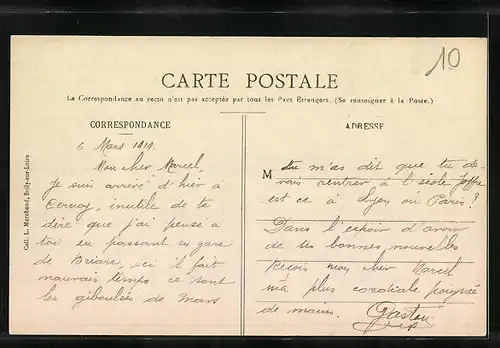 10
CARTE POSTALE
La Correspondance au recto n'est pas acceptée par tous les Pays Etrangers. (Se renseigner à la Poste.)
CORRESPONDANCE
6 Mars 1919.
Mon cher Marcel,
Je suis arrivé d'hier à
Cernoy, inutile de te
dire que j'ai pensé à
toi en passant en gare
de Briare, ici il fait
mauvais temps ce sont
les giboulées de Mars
ADRESSE
M Tu m'as dit que tu de-
vais rentrer à l'école Joffre
est ce à Lyon ou Paris?
Dans l'espoir d'avoir
de tes bonnes nouvelles
Reçois mon cher Marcel
ma plus cordiale poignée
de mains. Gaston
Coll. L. Marchand, Sully-sur-Loire